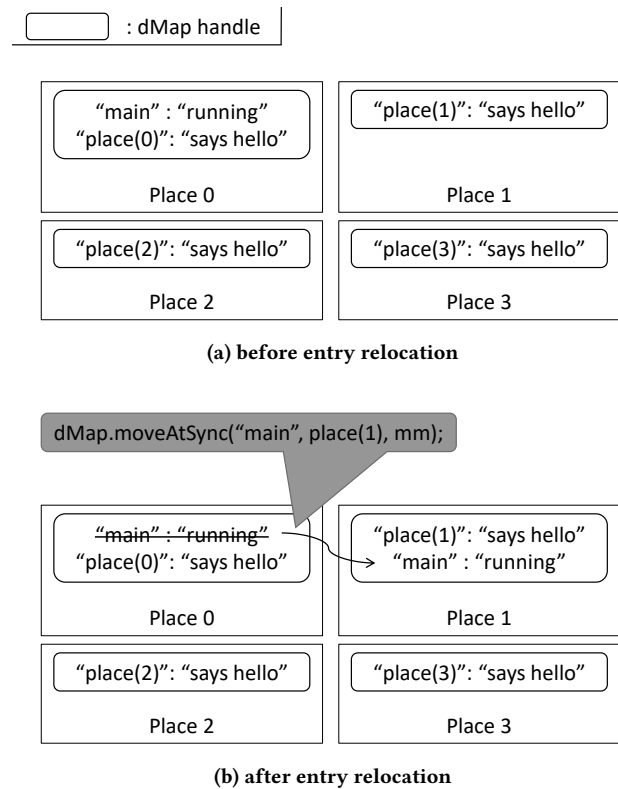 : dMap handle
“main” : “running”
“place(0)”: “says hello”
Place 0
“place(1)”: “says hello”
Place 1
“place(2)”: “says hello”
Place 2
“place(3)”: “says hello”
Place 3
(a) before entry relocation
dMap.moveAtSync(“main”, place(1), mm);
“main” : “running”
“place(0)”: “says hello”
Place 0
“place(1)”: “says hello”
“main” : “running”
Place 1
“place(2)”: “says hello”
Place 2
“place(3)”: “says hello”
Place 3
(b) after entry relocation